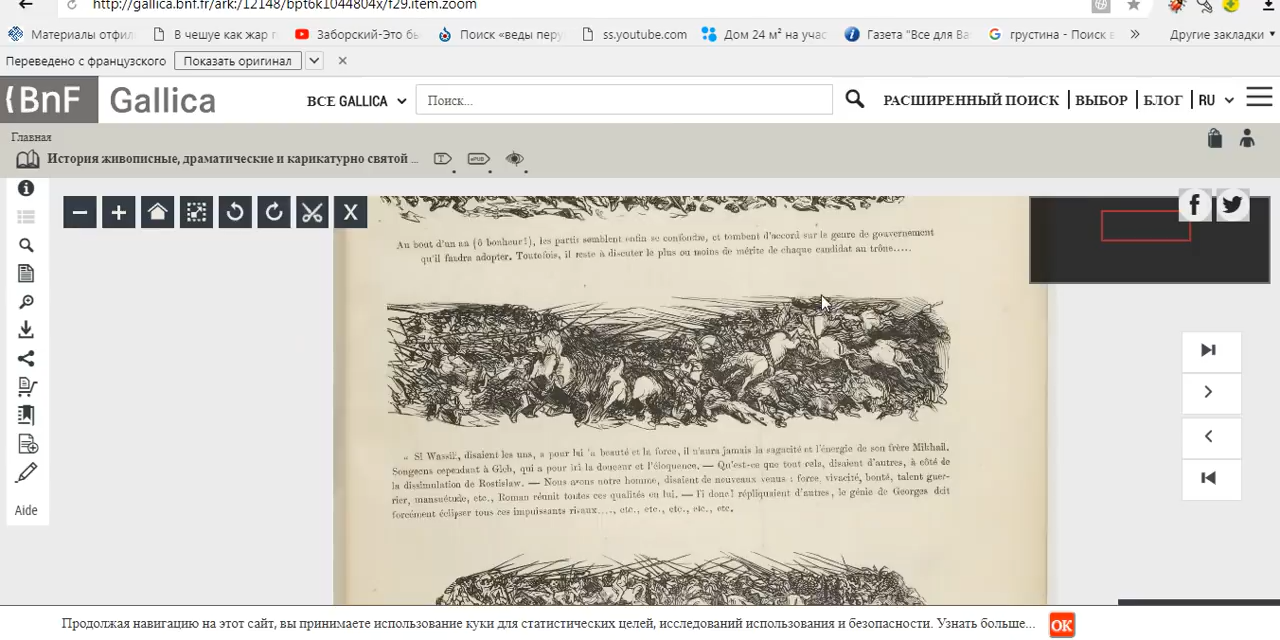 http://gallica.bnf.fr/ark:/12148/bpt6k1044804x/f29.item.zoom
Материалы отфил
В чешуе как жар г
Заборский-Это бы
Поиск «веды перу
ss.youtube.com
Дом 24 м² на учас
Газета "Все для Ва
грустина - Поиск в
»
Другие закладки
Переведено с французского
Показать оригинал
BnF
Gallica
ВСЕ GALLICA
Поиск...
РАСШИРЕННЫЙ ПОИСК
ВЫБОР
БЛОГ
RU
Главная
История живописные, драматические и карикатурно святой ...
Au bout d'un an (ô bonheur!), les partis semblent enfin se confondre, et tombent d'accord sur le genre de gouvernement
qu'il faudra adopter. Toutefois, il reste à discuter le plus ou moins de mérite de chaque candidat au trône.....
« Si Wassili, disaient les uns, a pour lui la beauté et la force, il n'aura jamais la sagacité et l'énergie de son frère Mikhaïl.
Songeons cependant à Gleb, qui a pour lui la douceur et l'éloquence. — Qu'est-ce que tout cela, disaient d'autres, à côté de
la dissimulation de Rostislaw. — Nous avons notre homme, disaient de nouveaux venus : force, vivacité, bonté, talent guer-
rier, mansuétude, etc., Roman réunit toutes ces qualités en lui. — Fi donc! répliquaient d'autres, le génie de Georges doit
forcément éclipser tous ces impuissants rivaux...., etc., etc., etc., etc., etc.
Aide
Продолжая навигацию на этот сайт, вы принимаете использование куки для статистических целей, исследований использования и безопасности. Узнать больше...
OK